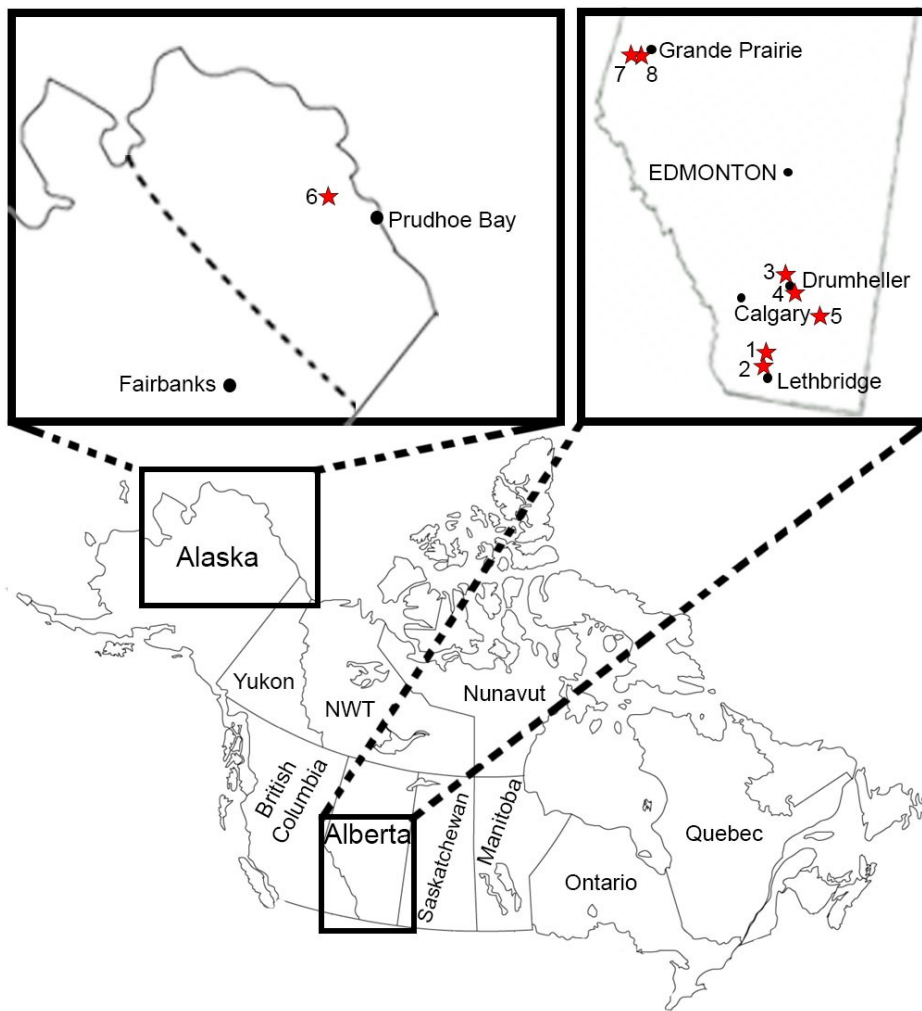 6
Prudhoe Bay
Fairbanks
Grande Prairie
7 8
EDMONTON
3
Drumheller
4
Calgary
5
1
2
Lethbridge
Alaska
Yukon
NWT
Nunavut
British
Columbia
Alberta
Saskatchewan
Manitoba
Ontario
Quebec